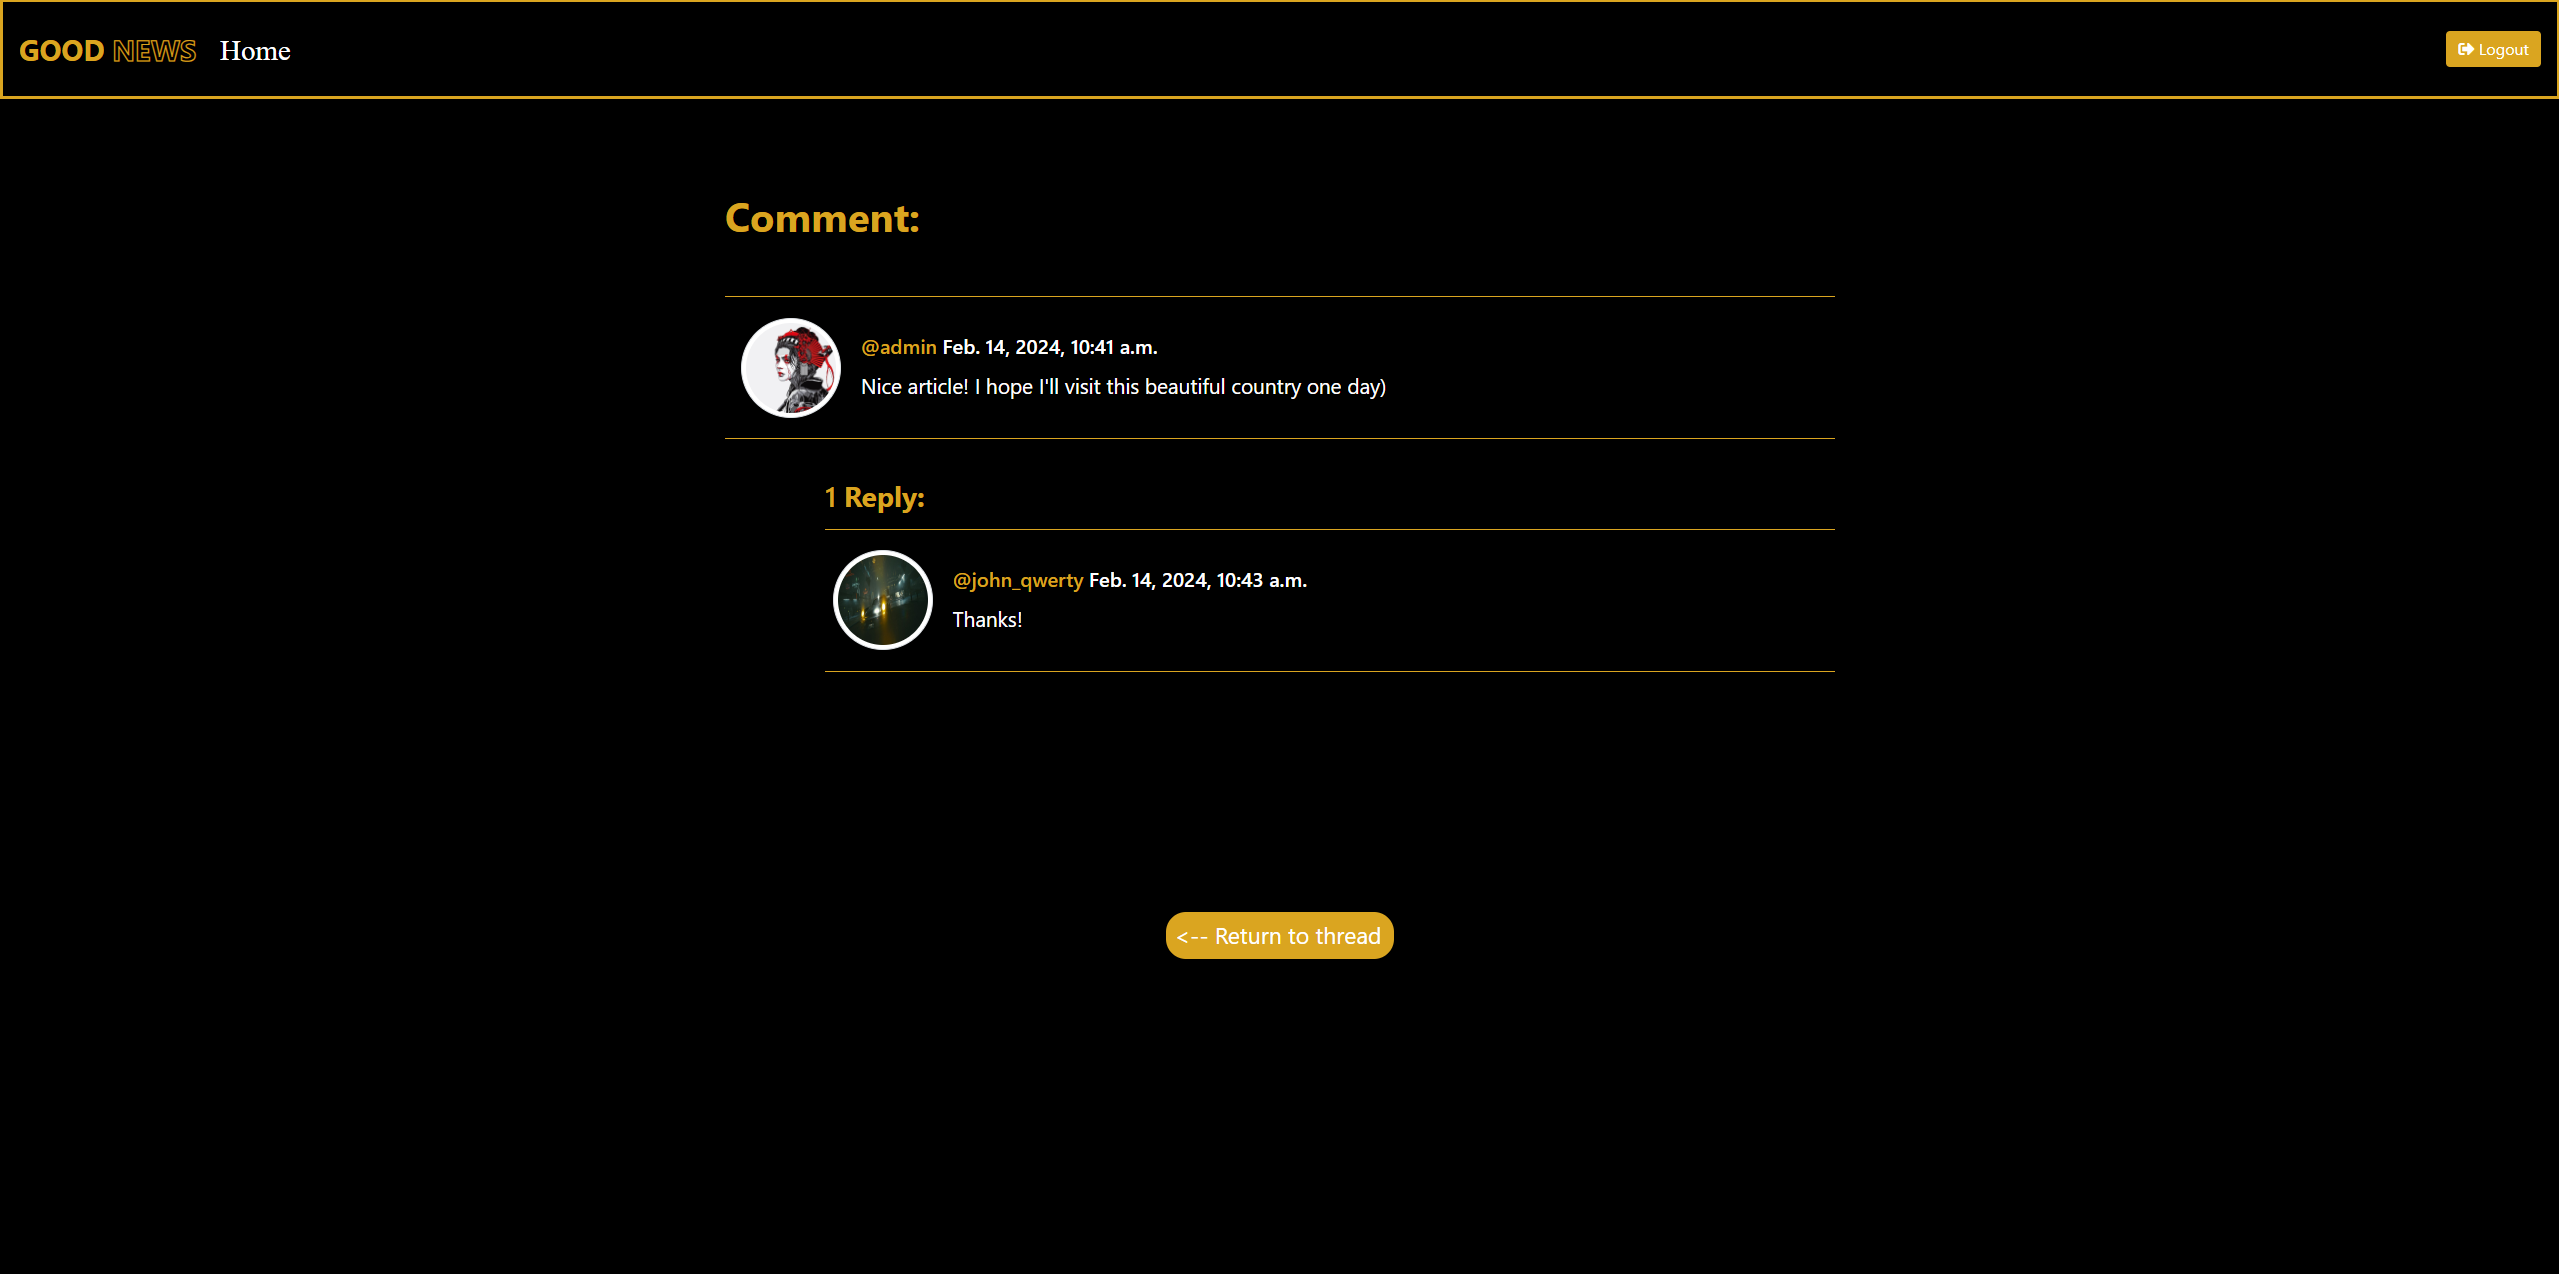 GOOD NEWS Home
Logout
Comment:
@admin Feb. 14, 2024, 10:41 a.m.
Nice article! I hope I'll visit this beautiful country one day)
1 Reply:
@john_qwerty Feb. 14, 2024, 10:43 a.m.
Thanks!
<-- Return to thread